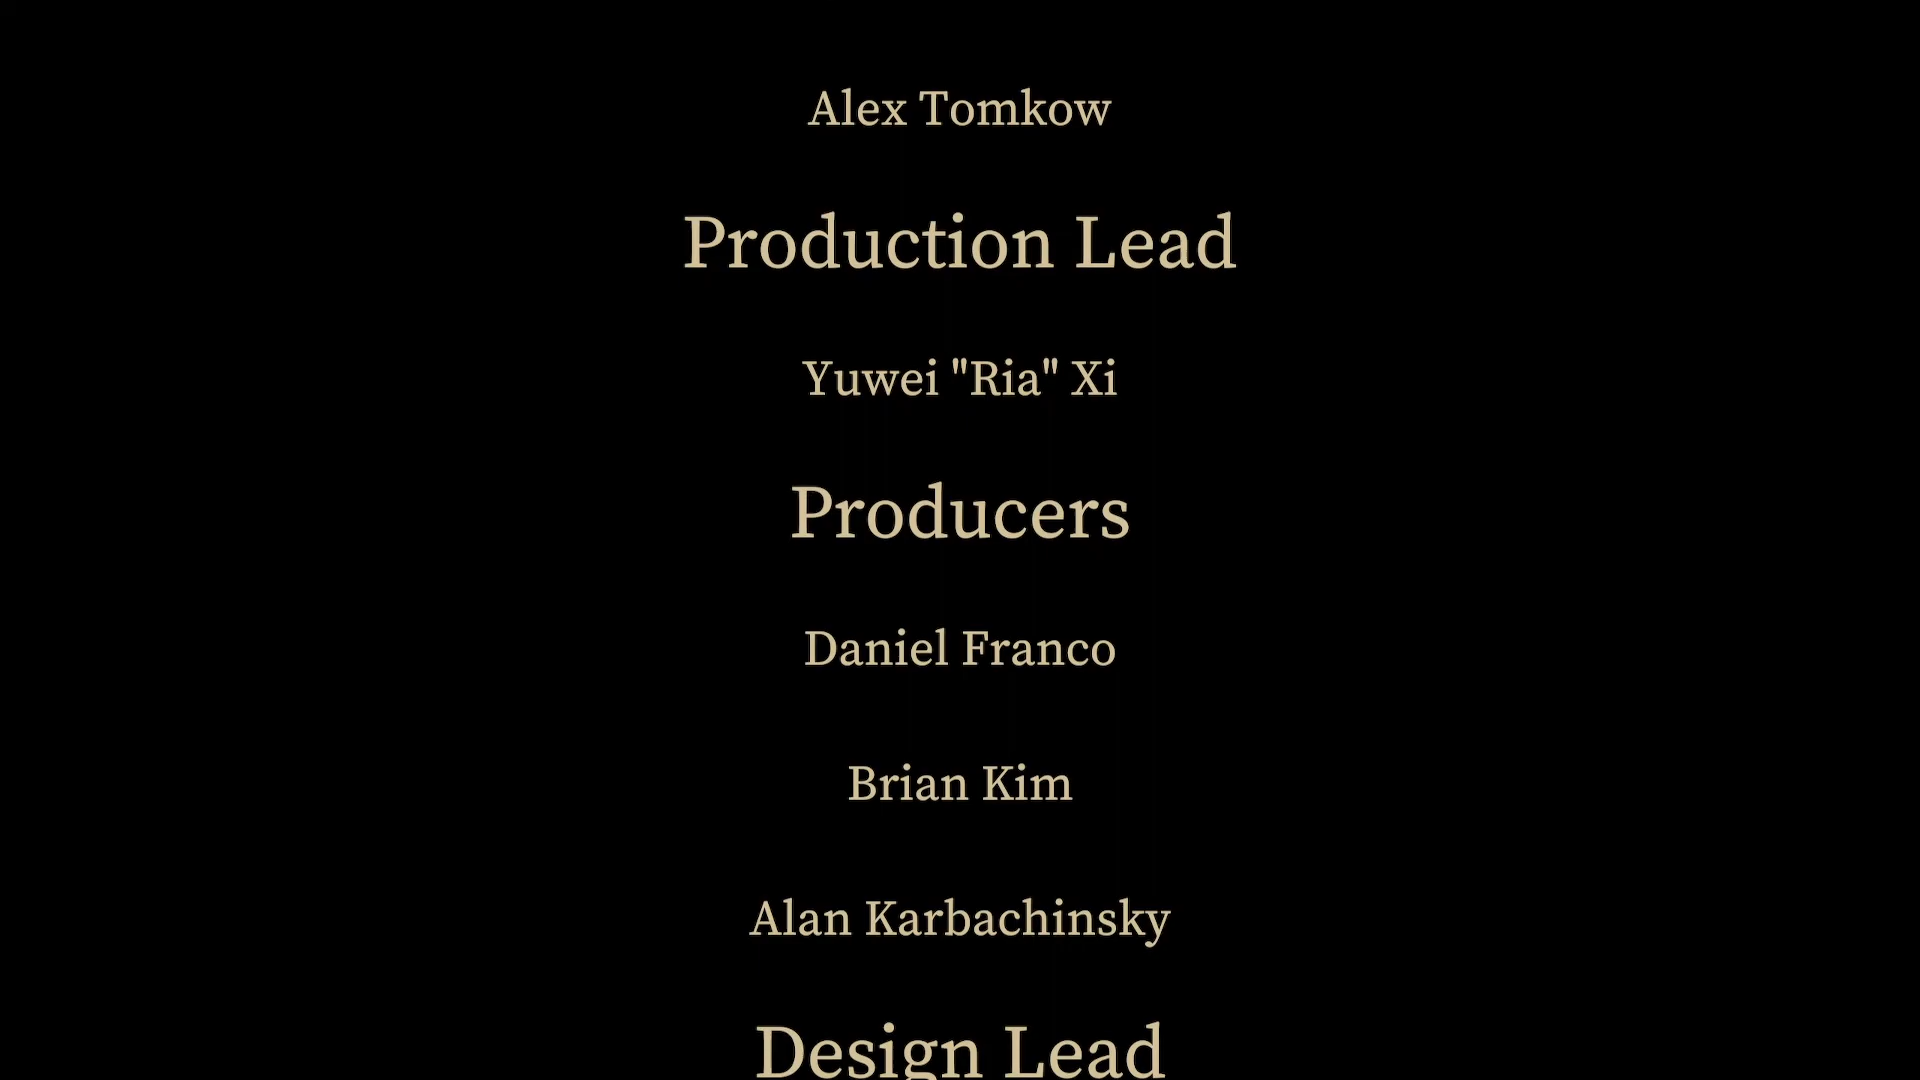 Alex Tomkow
Production Lead
Yuwei "Ria" Xi
Producers
Daniel Franco
Brian Kim
Alan Karbachinsky
Design Lead